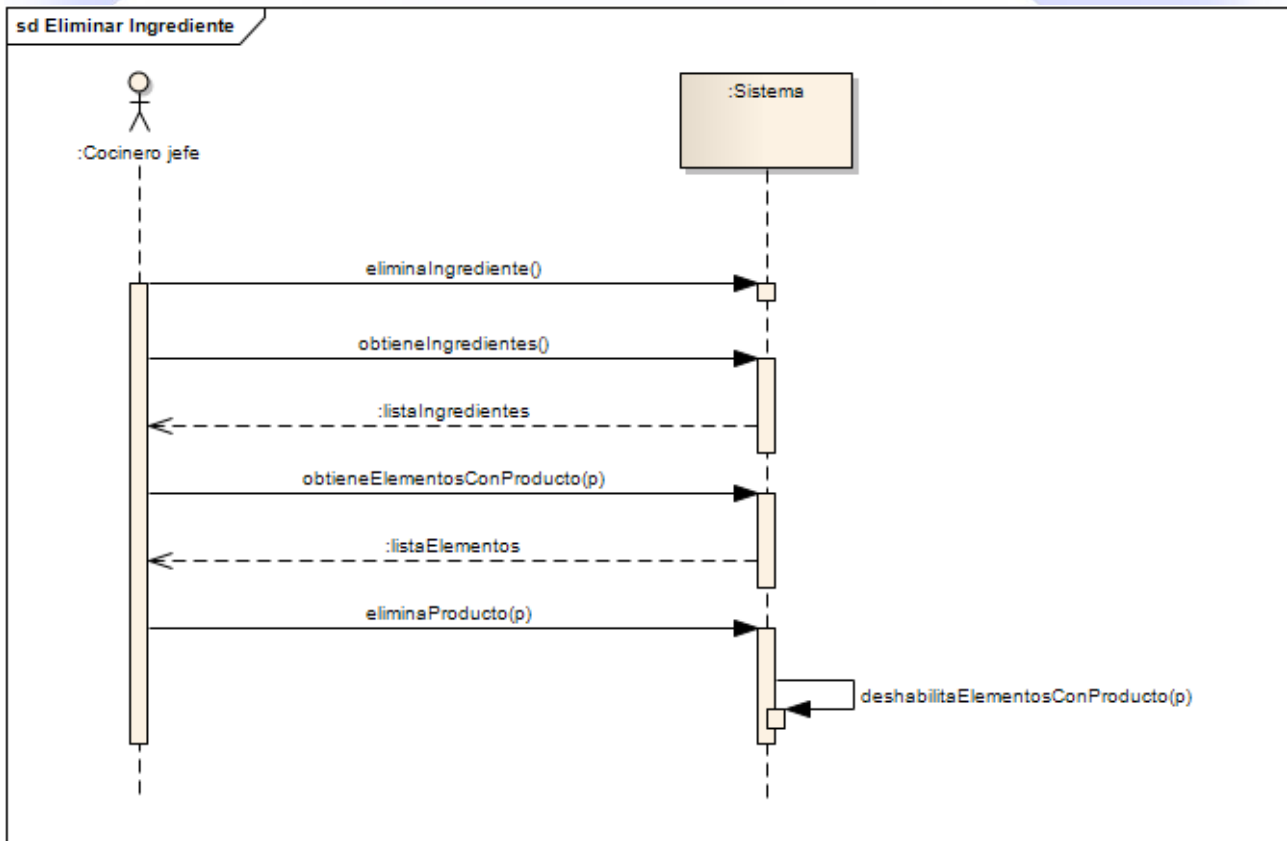 sd Eliminar Ingrediente
:Cocinero jefe
:Sistema
eliminaIngrediente()
obtieneIngredientes()
:listaIngredientes
obtieneElementosConProducto(p)
:listaElementos
eliminaProducto(p)
deshabilitaElementosConProducto(p)